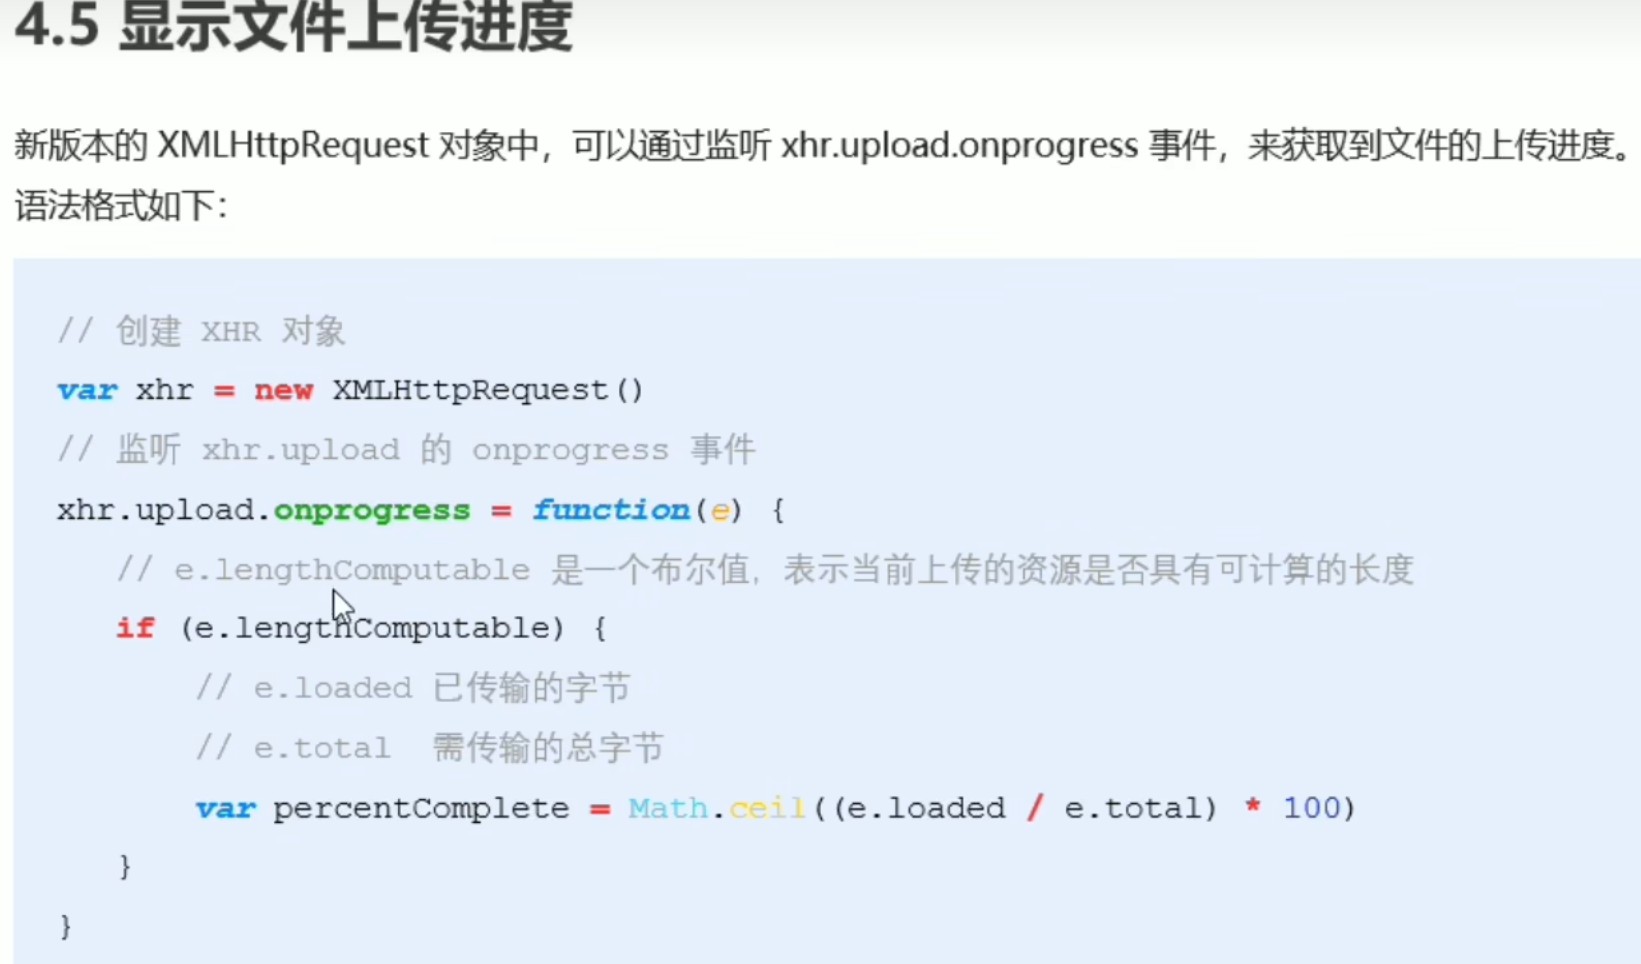 4.5 显示文件上传进度
新版本的 XMLHttpRequest 对象中，可以通过监听 xhr.upload.onprogress 事件，来获取到文件的上传进度。
语法格式如下：
// 创建 XHR 对象
var xhr = new XMLHttpRequest()
// 监听 xhr.upload 的 onprogress 事件
xhr.upload.onprogress = function(e) {
// e.lengthComputable 是一个布尔值，表示当前上传的资源是否具有可计算的长度
if (e.lengthComputable) {
// e.loaded 已传输的字节
// e.total  需传输的总字节
var percentComplete = Math.ceil((e.loaded / e.total) * 100)
}
}